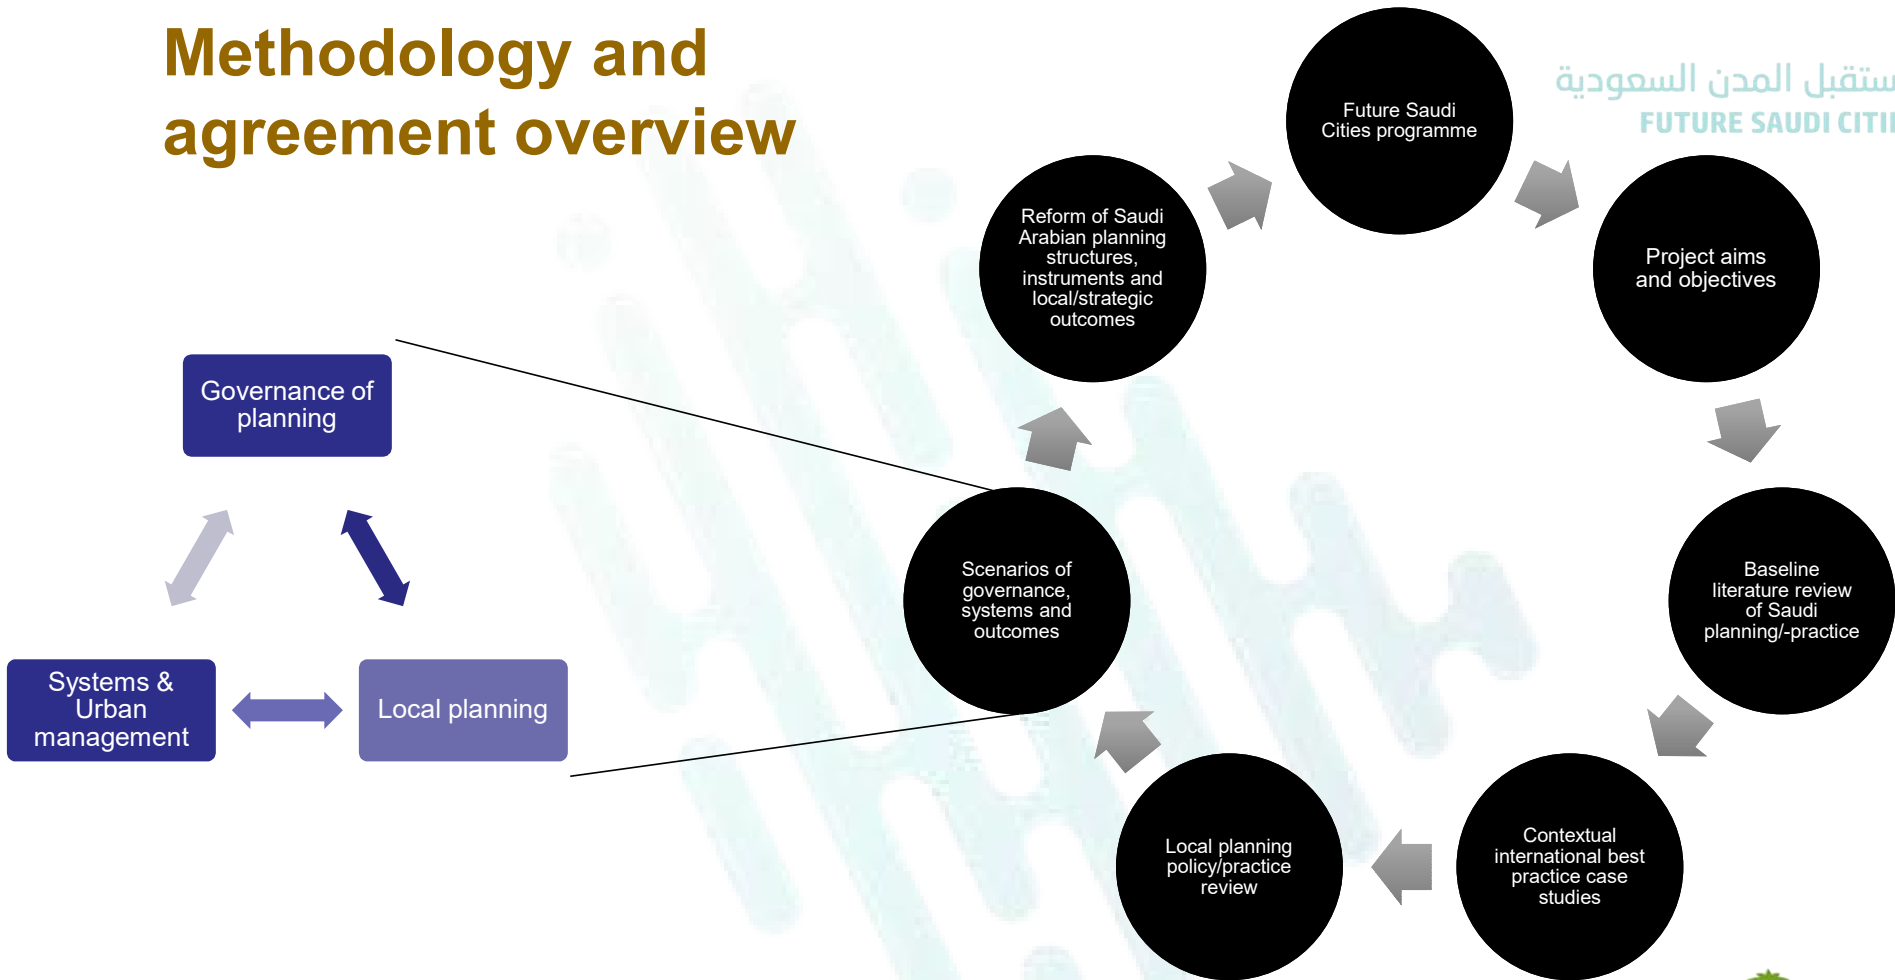 Methodology and
agreement overview
المدن السعودية
FUTURE SAUDI
Future Saudi
Cities programme
Project aims
and objectives
Baseline
literature review
of Saudi
planning/-practice
Contextual
international best
practice case
studies
Local planning
policy/practice
review
Scenarios of
governance,
systems and
outcomes
Reform of Saudi
Arabian planning
structures,
instruments and
local/strategic
outcomes
Governance of
planning
Systems &
Urban
management
Local planning